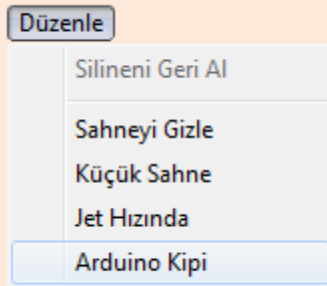 Düzenle
Silineni Geri Al
Sahneyi Gizle
Küçük Sahne
Jet Hızında
Arduino Kipi